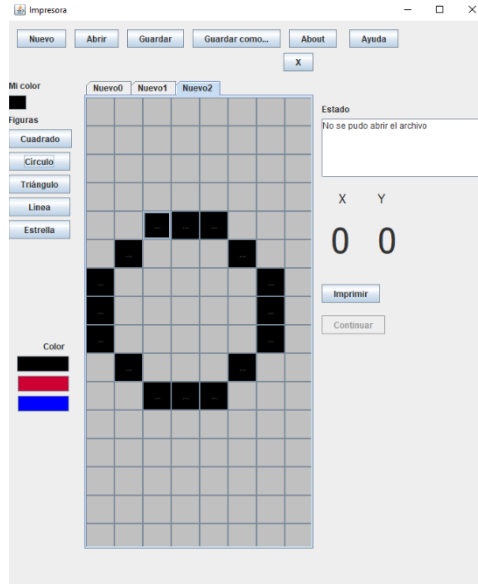 Impresora
Nuevo Abrir Guardar Guardar como... About Ayuda
X
Mi color
Nuevo0 Nuevo1 Nuevo2
Figuras
Cuadrado
Círculo
Triángulo
Línea
Estrella
Color
Estado
No se pudo abrir el archivo
X Y
0 0
Imprimir
Continuar
... ... ...
... ...
... ...
... ...
... ...
... ...
... ... ...